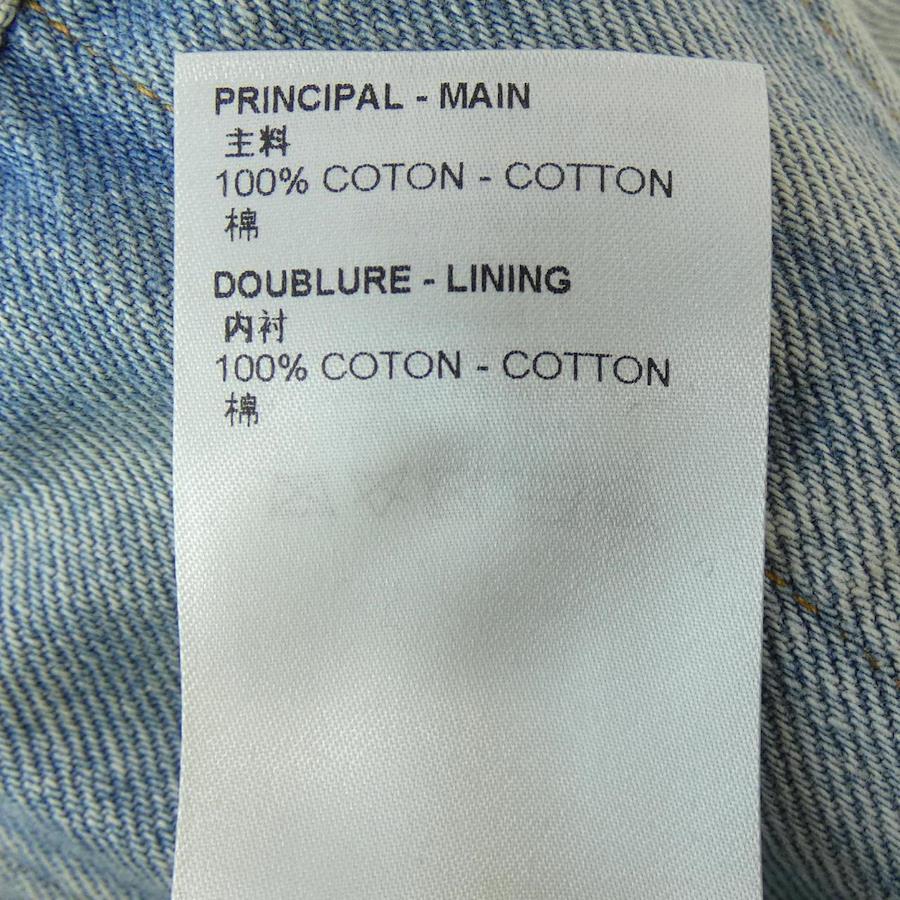 PRINCIPAL - MAIN
主料
100% COTON - COTTON
棉
DOUBLURE - LINING
内衬
100% COTON - COTTON
棉